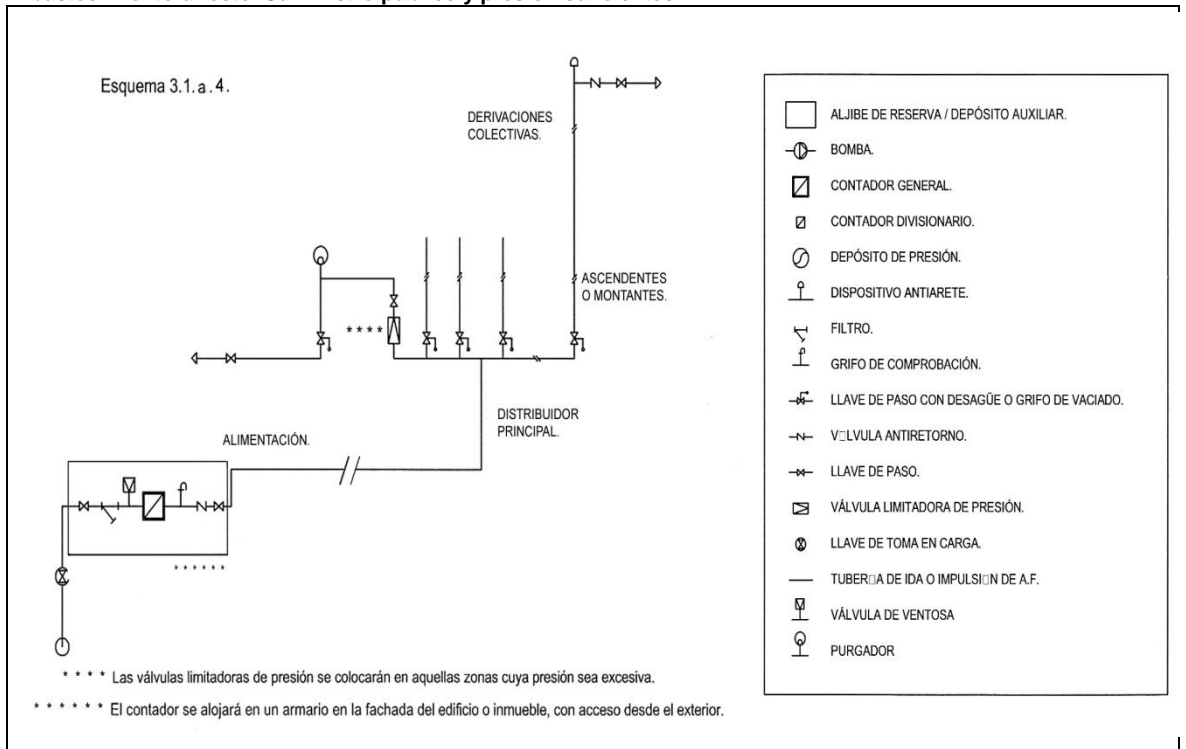 Esquema 3.1.a.4.
DERIVACIONES
COLECTIVAS.
ASCENDENTES
O MONTANTES.
* * * *
DISTRIBUIDOR
PRINCIPAL.
ALIMENTACIÓN.
* * * * * *
* * * * Las válvulas limitadoras de presión se colocarán en aquellas zonas cuya presión sea excesiva.
* * * * * * El contador se alojará en un armario en la fachada del edificio o inmueble, con acceso desde el exterior.
ALJIBE DE RESERVA / DEPÓSITO AUXILIAR.
BOMBA.
CONTADOR GENERAL.
CONTADOR DIVISIONARIO.
DEPÓSITO DE PRESIÓN.
DISPOSITIVO ANTIARETE.
FILTRO.
GRIFO DE COMPROBACIÓN.
LLAVE DE PASO CON DESAGÜE O GRIFO DE VACIADO.
V□LVULA ANTIRETORNO.
LLAVE DE PASO.
VÁLVULA LIMITADORA DE PRESIÓN.
LLAVE DE TOMA EN CARGA.
TUBER□A DE IDA O IMPULSI□N DE A.F.
VÁLVULA DE VENTOSA
PURGADOR